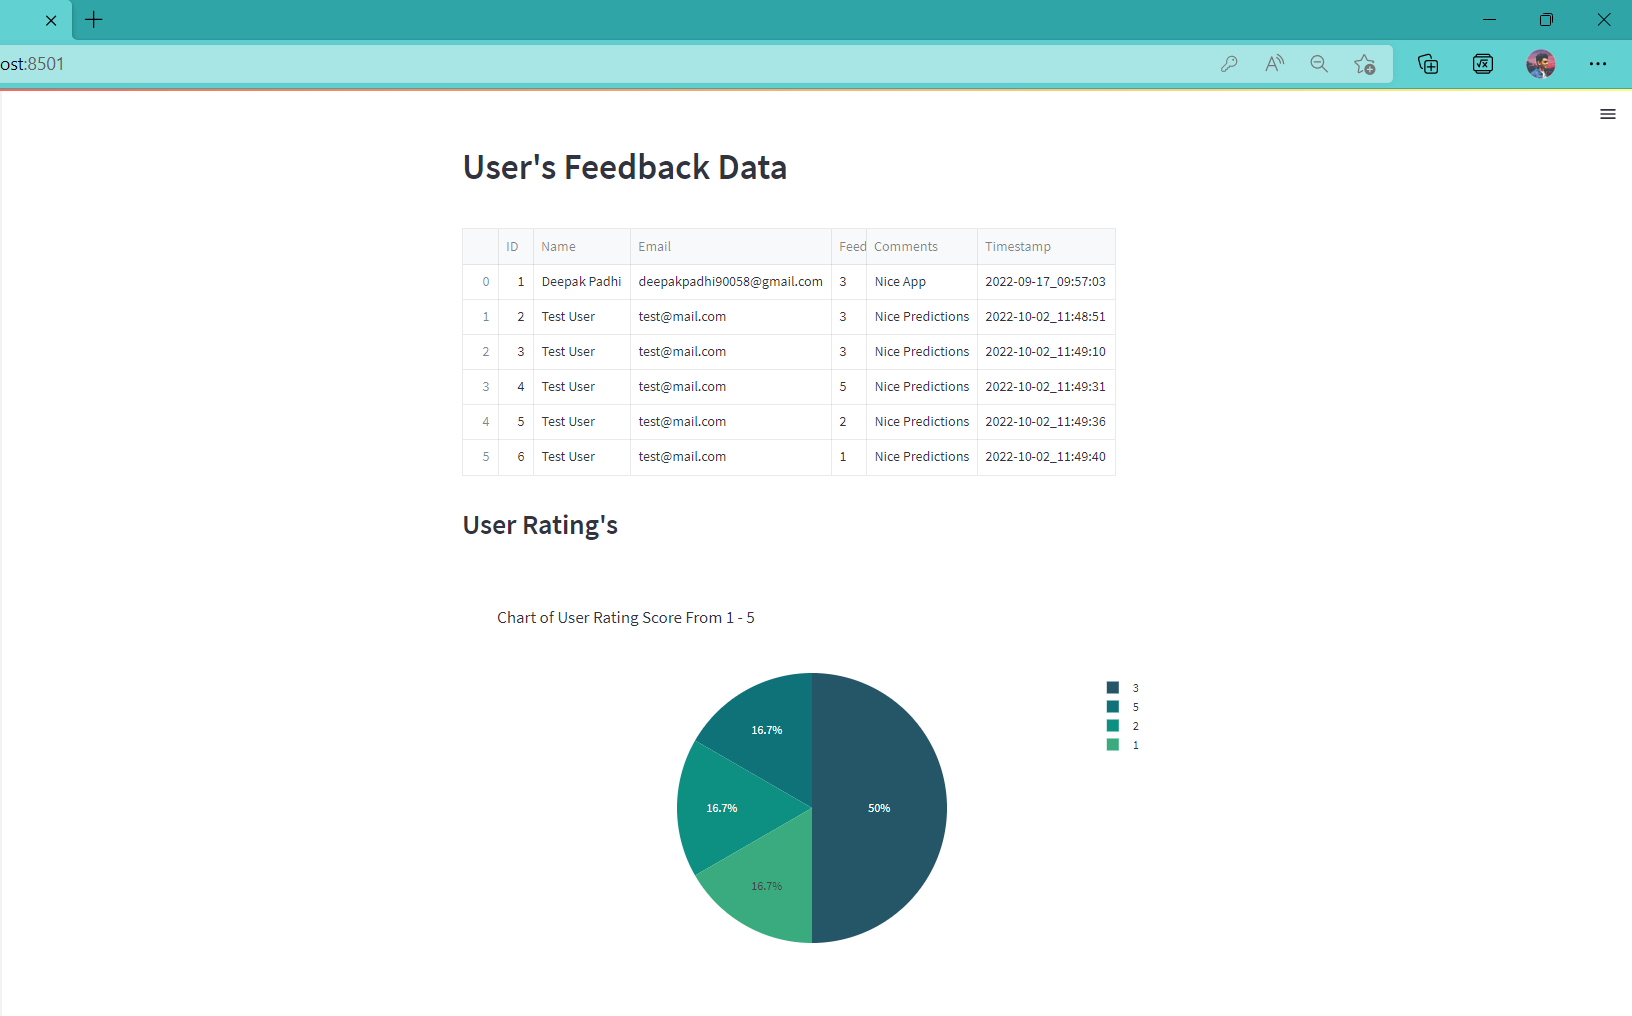 ost:8501
User's Feedback Data
ID Name Email Feed Comments Timestamp
0 1 Deepak Padhi deepakpadhi90058@gmail.com 3 Nice App 2022-09-17_09:57:03
1 2 Test User test@mail.com 3 Nice Predictions 2022-10-02_11:48:51
2 3 Test User test@mail.com 3 Nice Predictions 2022-10-02_11:49:10
3 4 Test User test@mail.com 5 Nice Predictions 2022-10-02_11:49:31
4 5 Test User test@mail.com 2 Nice Predictions 2022-10-02_11:49:36
5 6 Test User test@mail.com 1 Nice Predictions 2022-10-02_11:49:40
User Rating's
Chart of User Rating Score From 1 - 5
3
5
2
1
16.7%
16.7%
50%
16.7%